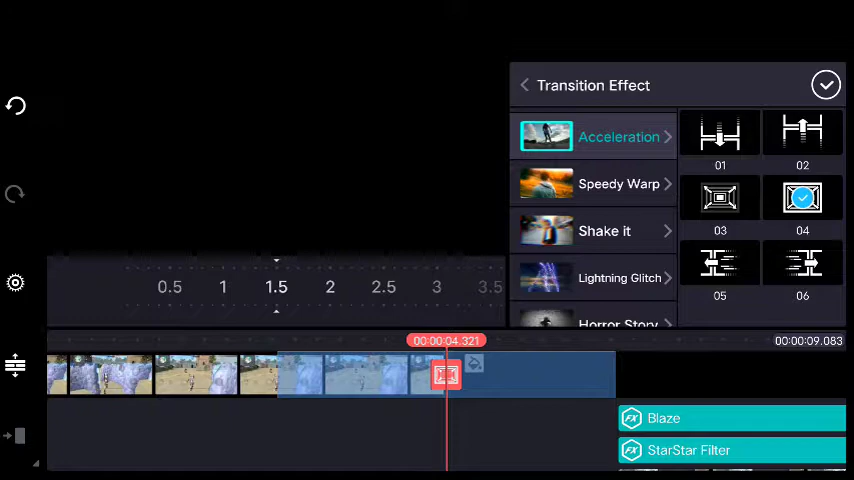 Transition Effect
Acceleration
01
02
Speedy Warp
03
04
Shake it
Lightning Glitch
05
06
Horror Story
0.5
1
1.5
2
2.5
3
3.5
00:00:04.321
00:00:09.083
FX Blaze
FX StarStar Filter